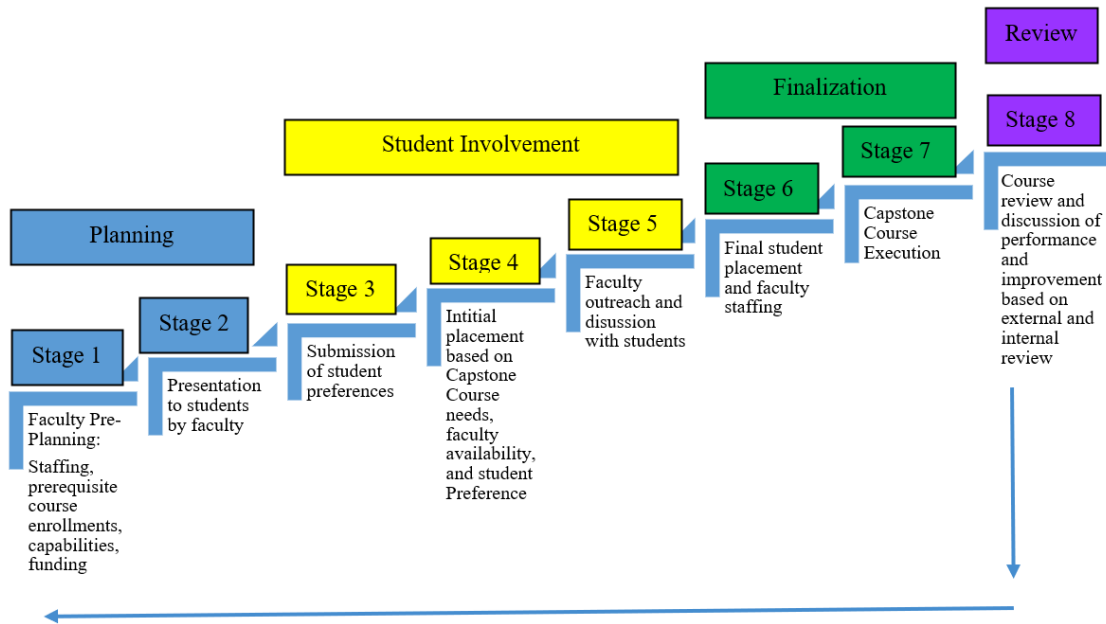 Planning
Stage 1
Faculty Pre-
Planning:
Staffing,
prerequisite
course
enrollments,
capabilities,
funding
Stage 2
Presentation
to students
by faculty
Student Involvement
Stage 3
Submission
of student
preferences
Stage 4
Intitial
placement
based on
Capstone
Course
needs,
faculty
availability,
and student
Preference
Stage 5
Faculty
outreach and
disussion
with students
Finalization
Stage 6
Final student
placement
and faculty
staffing
Stage 7
Capstone
Course
Execution
Review
Stage 8
Course
review and
discussion of
performance
and
improvement
based on
external and
internal
review